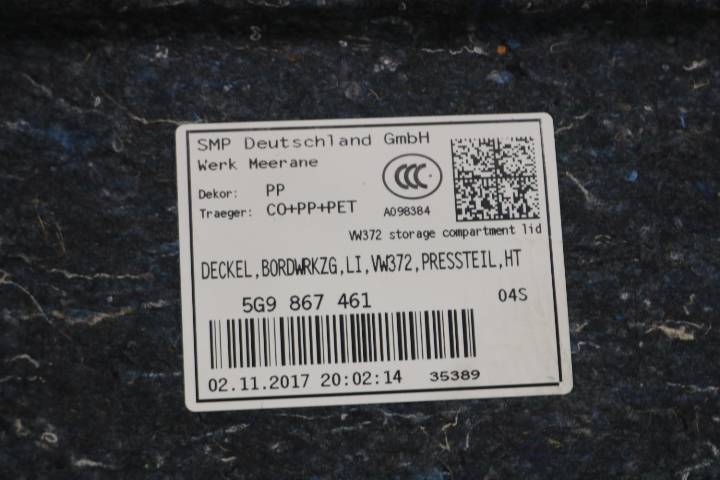 SMP Deutschland GmbH
Werk Meerane
Dekor: PP
Traeger: CO+PP+PET
CCC
A098384
VW372 storage compartment lid
DECKEL,BORDWRKZG,LI,VW372,PRESSTEIL,HT
5G9 867 461
04S
02.11.2017 20:02:14 35389